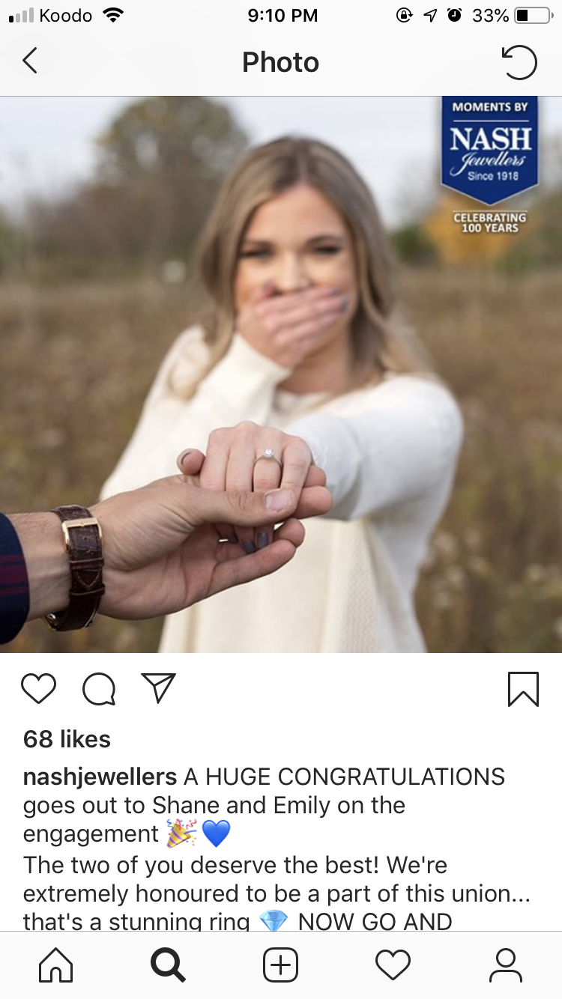 Koodo 9:10 PM 33%
Photo
MOMENTS BY
NASH
Jewellers
Since 1918
CELEBRATING
100 YEARS
68 likes
nashjewellers A HUGE CONGRATULATIONS
goes out to Shane and Emily on the
engagement 🎉💙
The two of you deserve the best! We're
extremely honoured to be a part of this union...
that's a stunning ring 💎 NOW GO AND